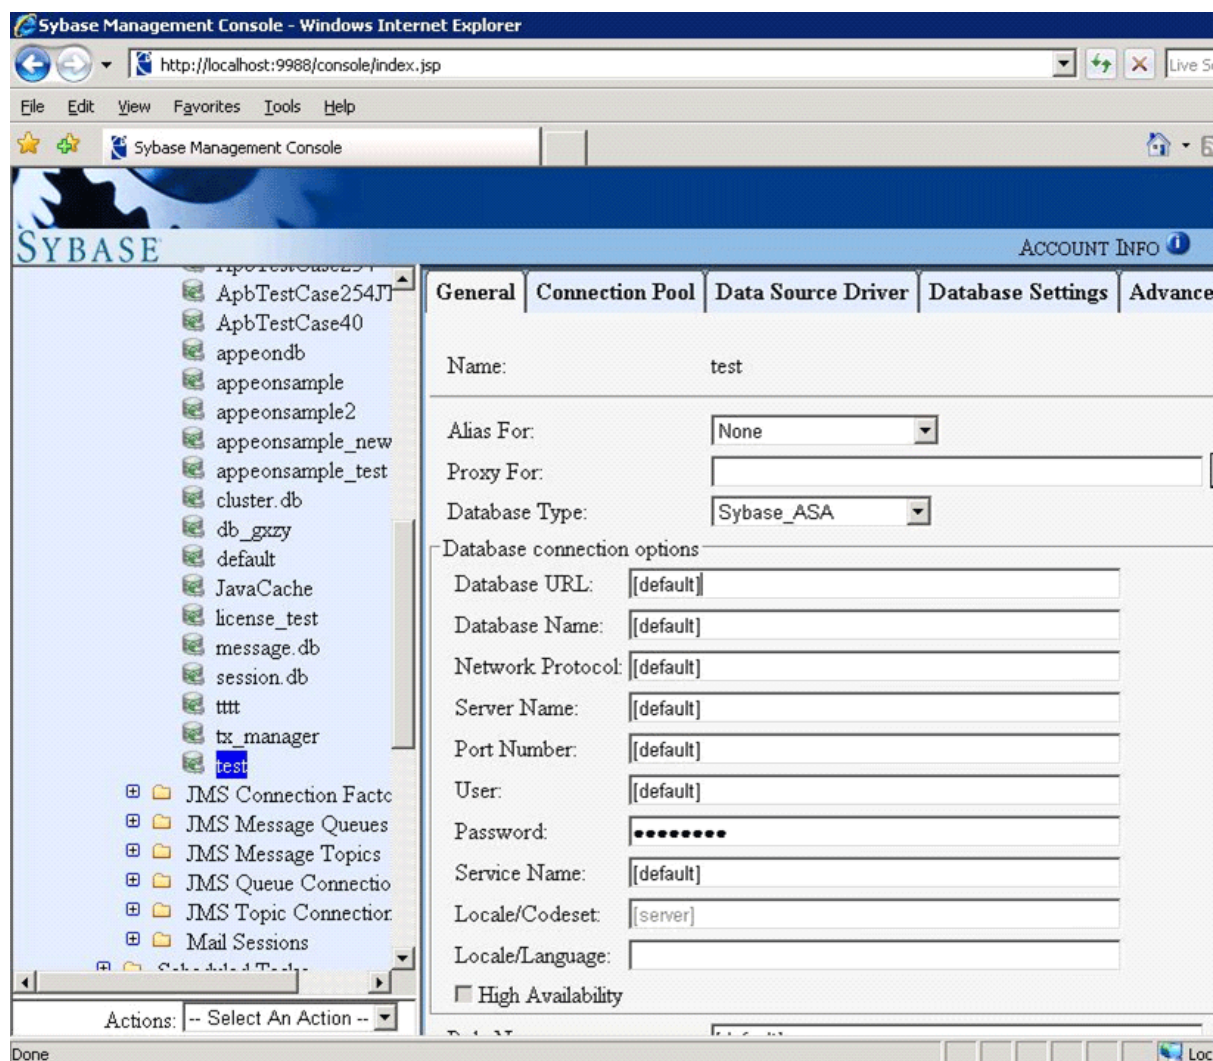 Sybase Management Console - Windows Internet Explorer
http://localhost:9988/console/index.jsp
Live S
File Edit View Favorites Tools Help
Sybase Management Console
SYBASE
ACCOUNT INFO
ApbTestCase254JT
ApbTestCase40
appeondb
appeonsample
appeonsample2
appeonsample_new
appeonsample_test
cluster.db
db_gxzy
default
JavaCache
license_test
message.db
session.db
tttt
tx_manager
test
JMS Connection Facto
JMS Message Queues
JMS Message Topics
JMS Queue Connectio
JMS Topic Connection
Mail Sessions
Actions: -- Select An Action --
General Connection Pool Data Source Driver Database Settings Advance
Name: test
Alias For: None
Proxy For:
Database Type: Sybase_ASA
Database connection options
Database URL: [default]
Database Name: [default]
Network Protocol: [default]
Server Name: [default]
Port Number: [default]
User: [default]
Password: ••••••••
Service Name: [default]
Locale/Codeset: [server]
Locale/Language:
High Availability
Done
Loc